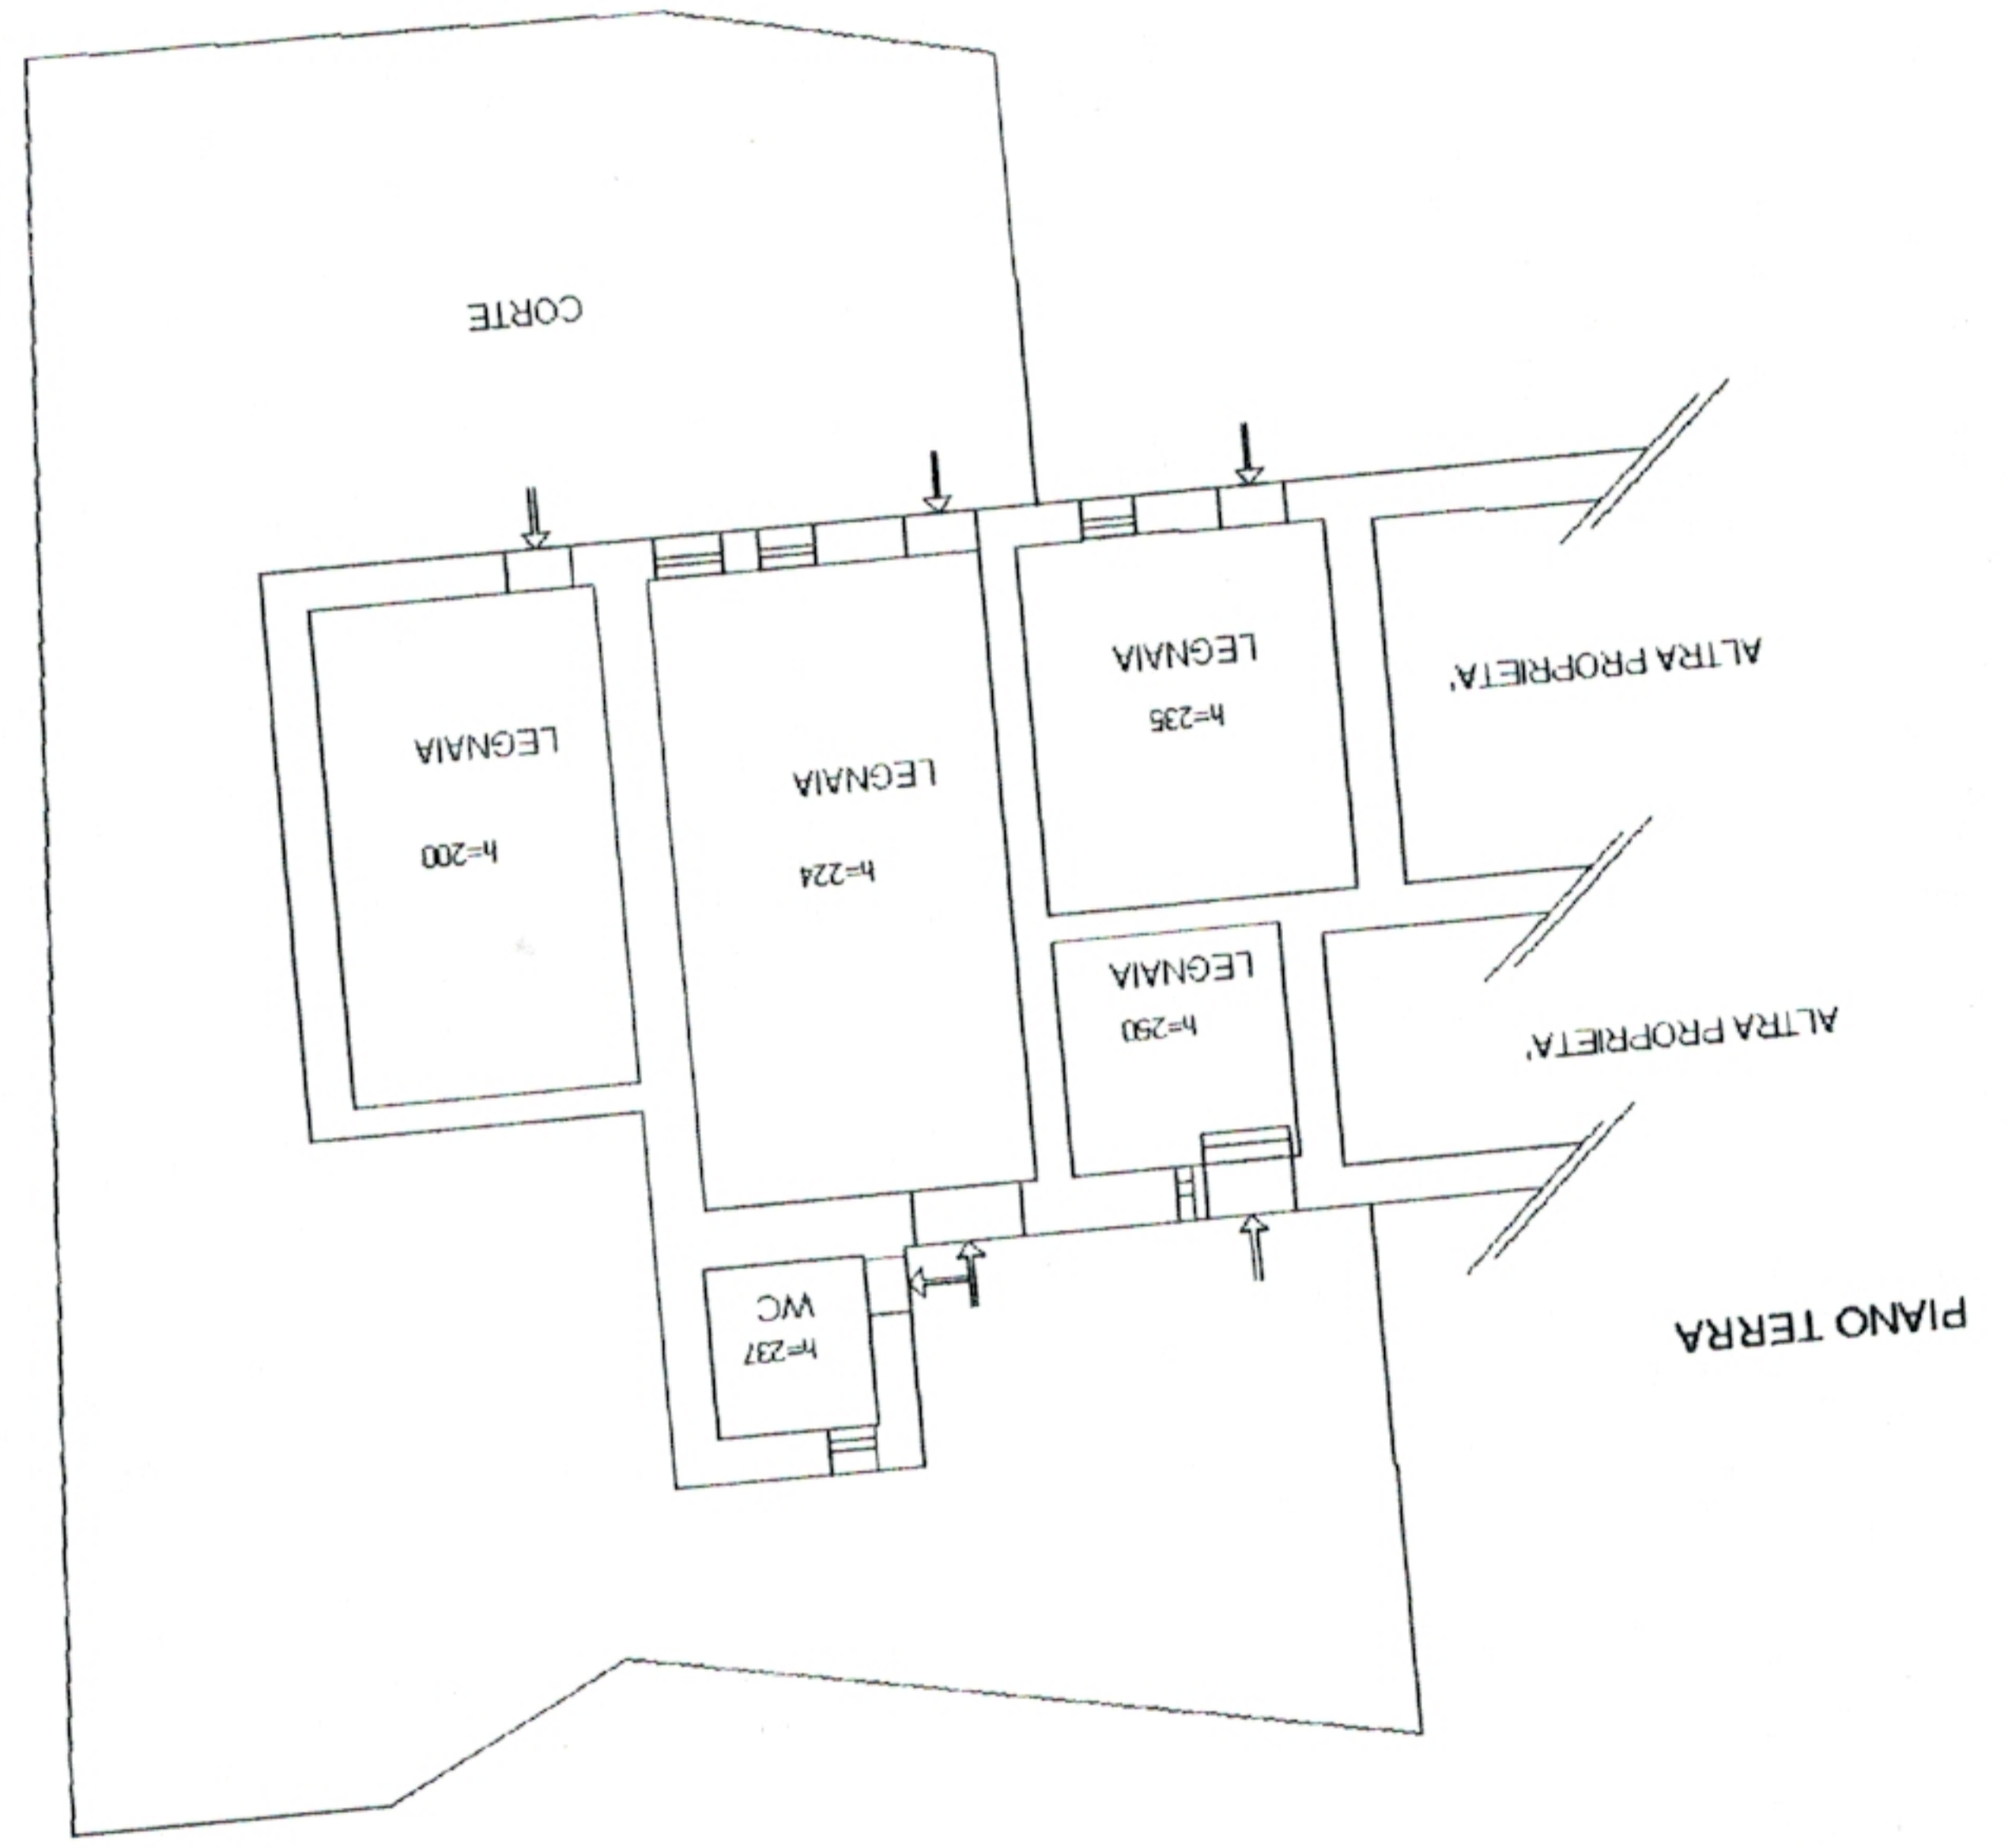 PIANO TERRA
WC
h=237
ALTRA PROPRIETA'
LEGNAIA
h=250
LEGNAIA
h=224
LEGNAIA
h=200
ALTRA PROPRIETA'
LEGNAIA
h=235
CORTE